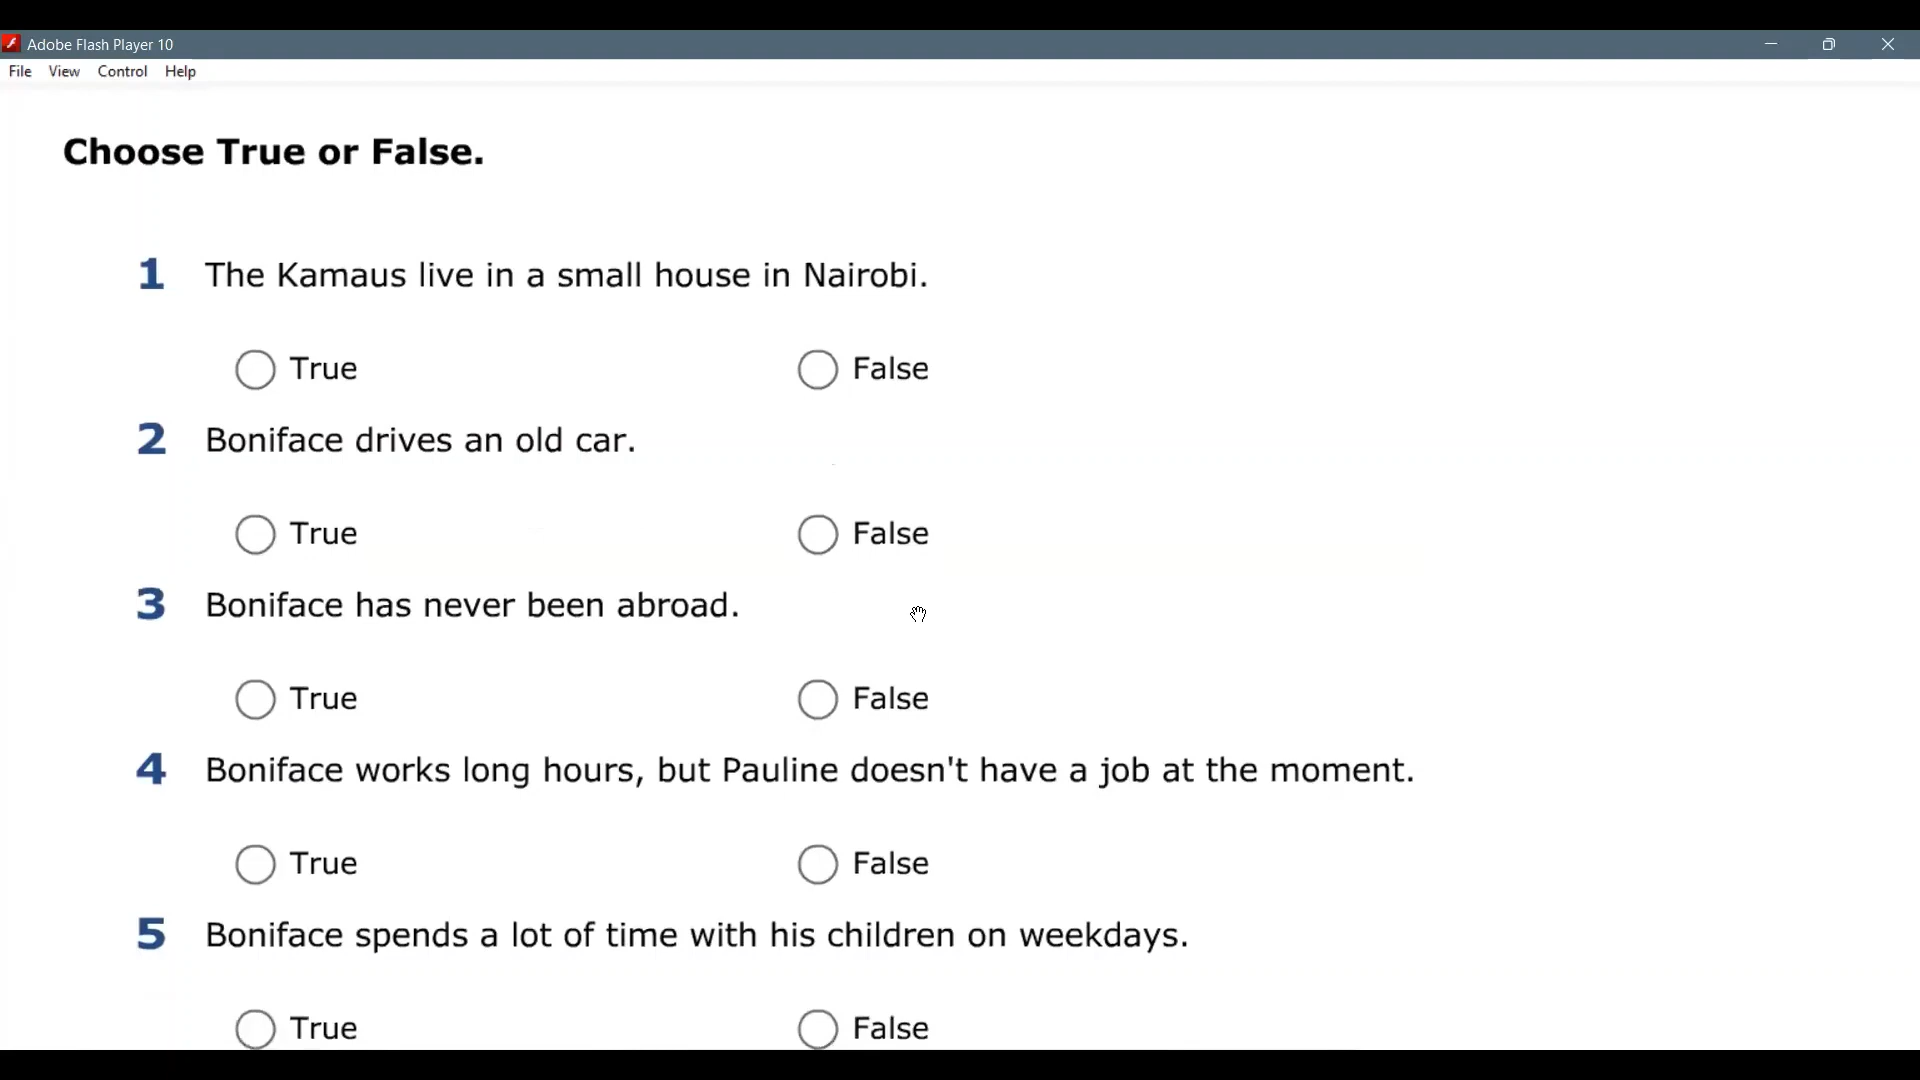 Adobe Flash Player 10
File View Control Help
Choose True or False.
1 The Kamaus live in a small house in Nairobi.
True False
2 Boniface drives an old car.
True False
3 Boniface has never been abroad.
True False
4 Boniface works long hours, but Pauline doesn't have a job at the moment.
True False
5 Boniface spends a lot of time with his children on weekdays.
True False